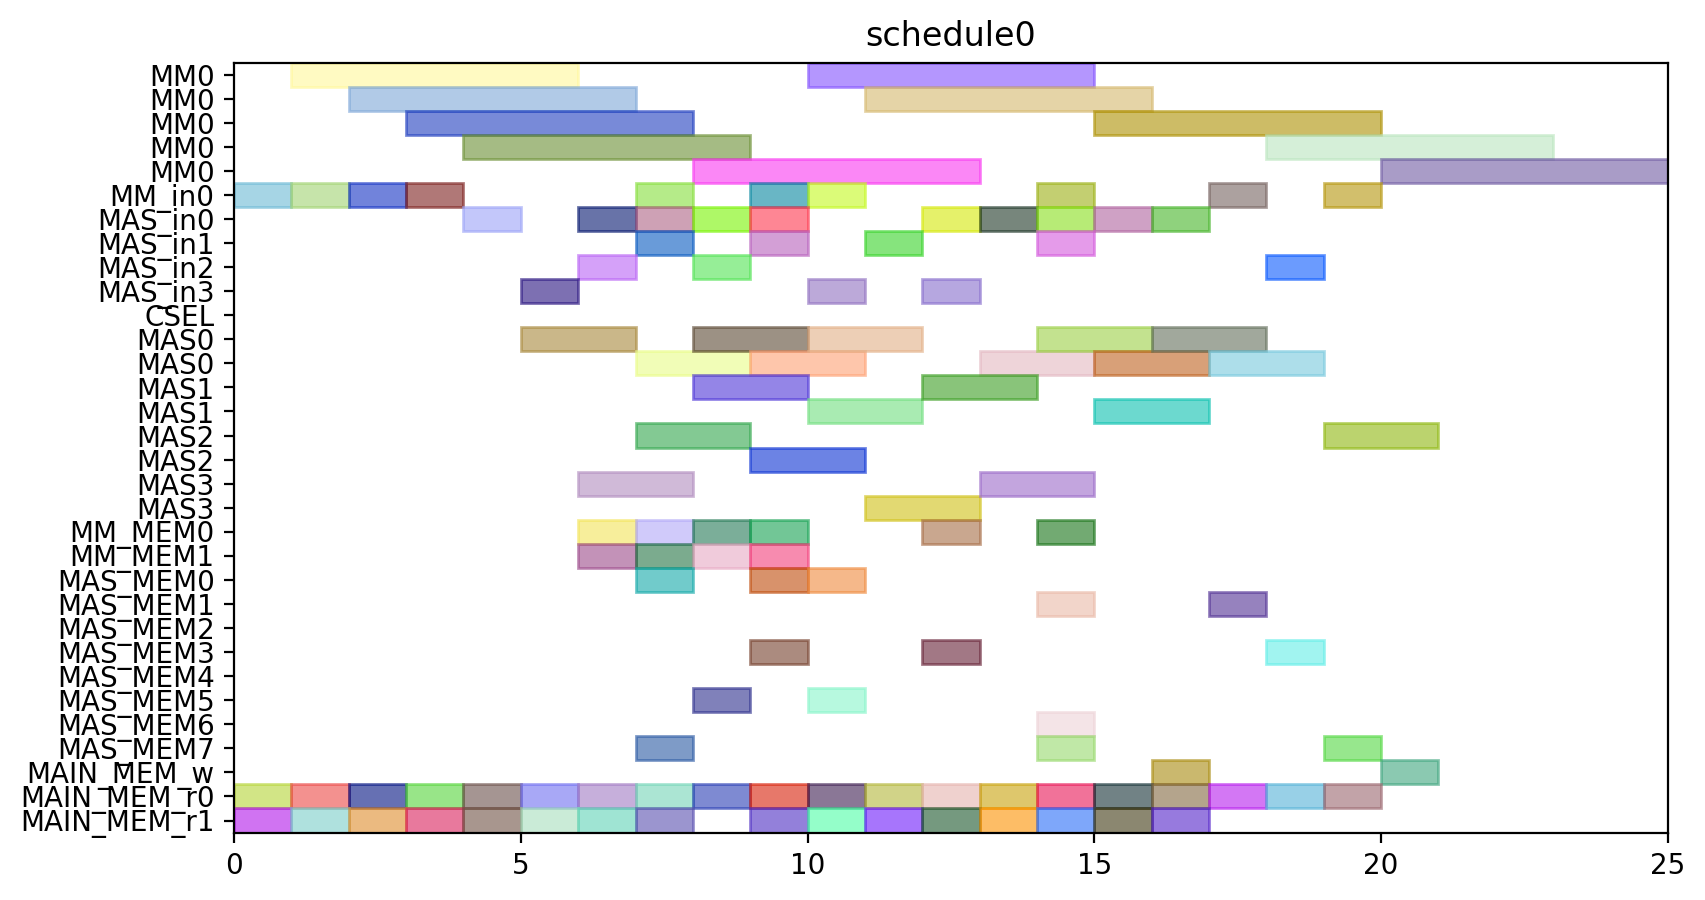 schedule0
MM0
MM0
MM0
MM0
MM0
MM_in0
MAS_in0
MAS_in1
MAS_in2
MAS_in3
CSEL
MAS0
MAS0
MAS1
MAS1
MAS2
MAS2
MAS3
MAS3
MM_MEM0
MM_MEM1
MAS_MEM0
MAS_MEM1
MAS_MEM2
MAS_MEM3
MAS_MEM4
MAS_MEM5
MAS_MEM6
MAS_MEM7
MAIN_MEM_w
MAIN_MEM_r0
MAIN_MEM_r1
0 5 10 15 20 25